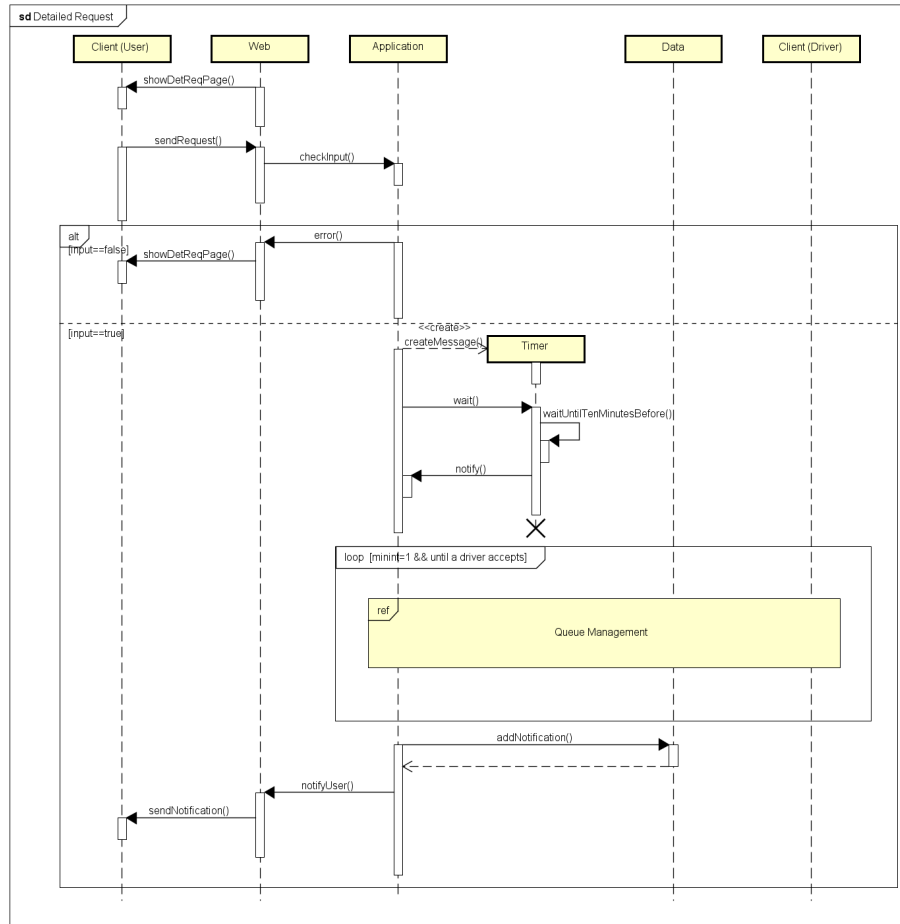 sd Detailed Request
Client (User)
Web
Application
Data
Client (Driver)
showDetReqPage()
sendRequest()
checkInput()
alt
error()
[input==false]
showDetReqPage()
[input==true]
<<create>>
createMessage()
Timer
wait()
waitUntilTenMinutesBefore()
notify()
loop [minint=1 && until a driver accepts]
ref
Queue Management
addNotification()
notifyUser()
sendNotification()